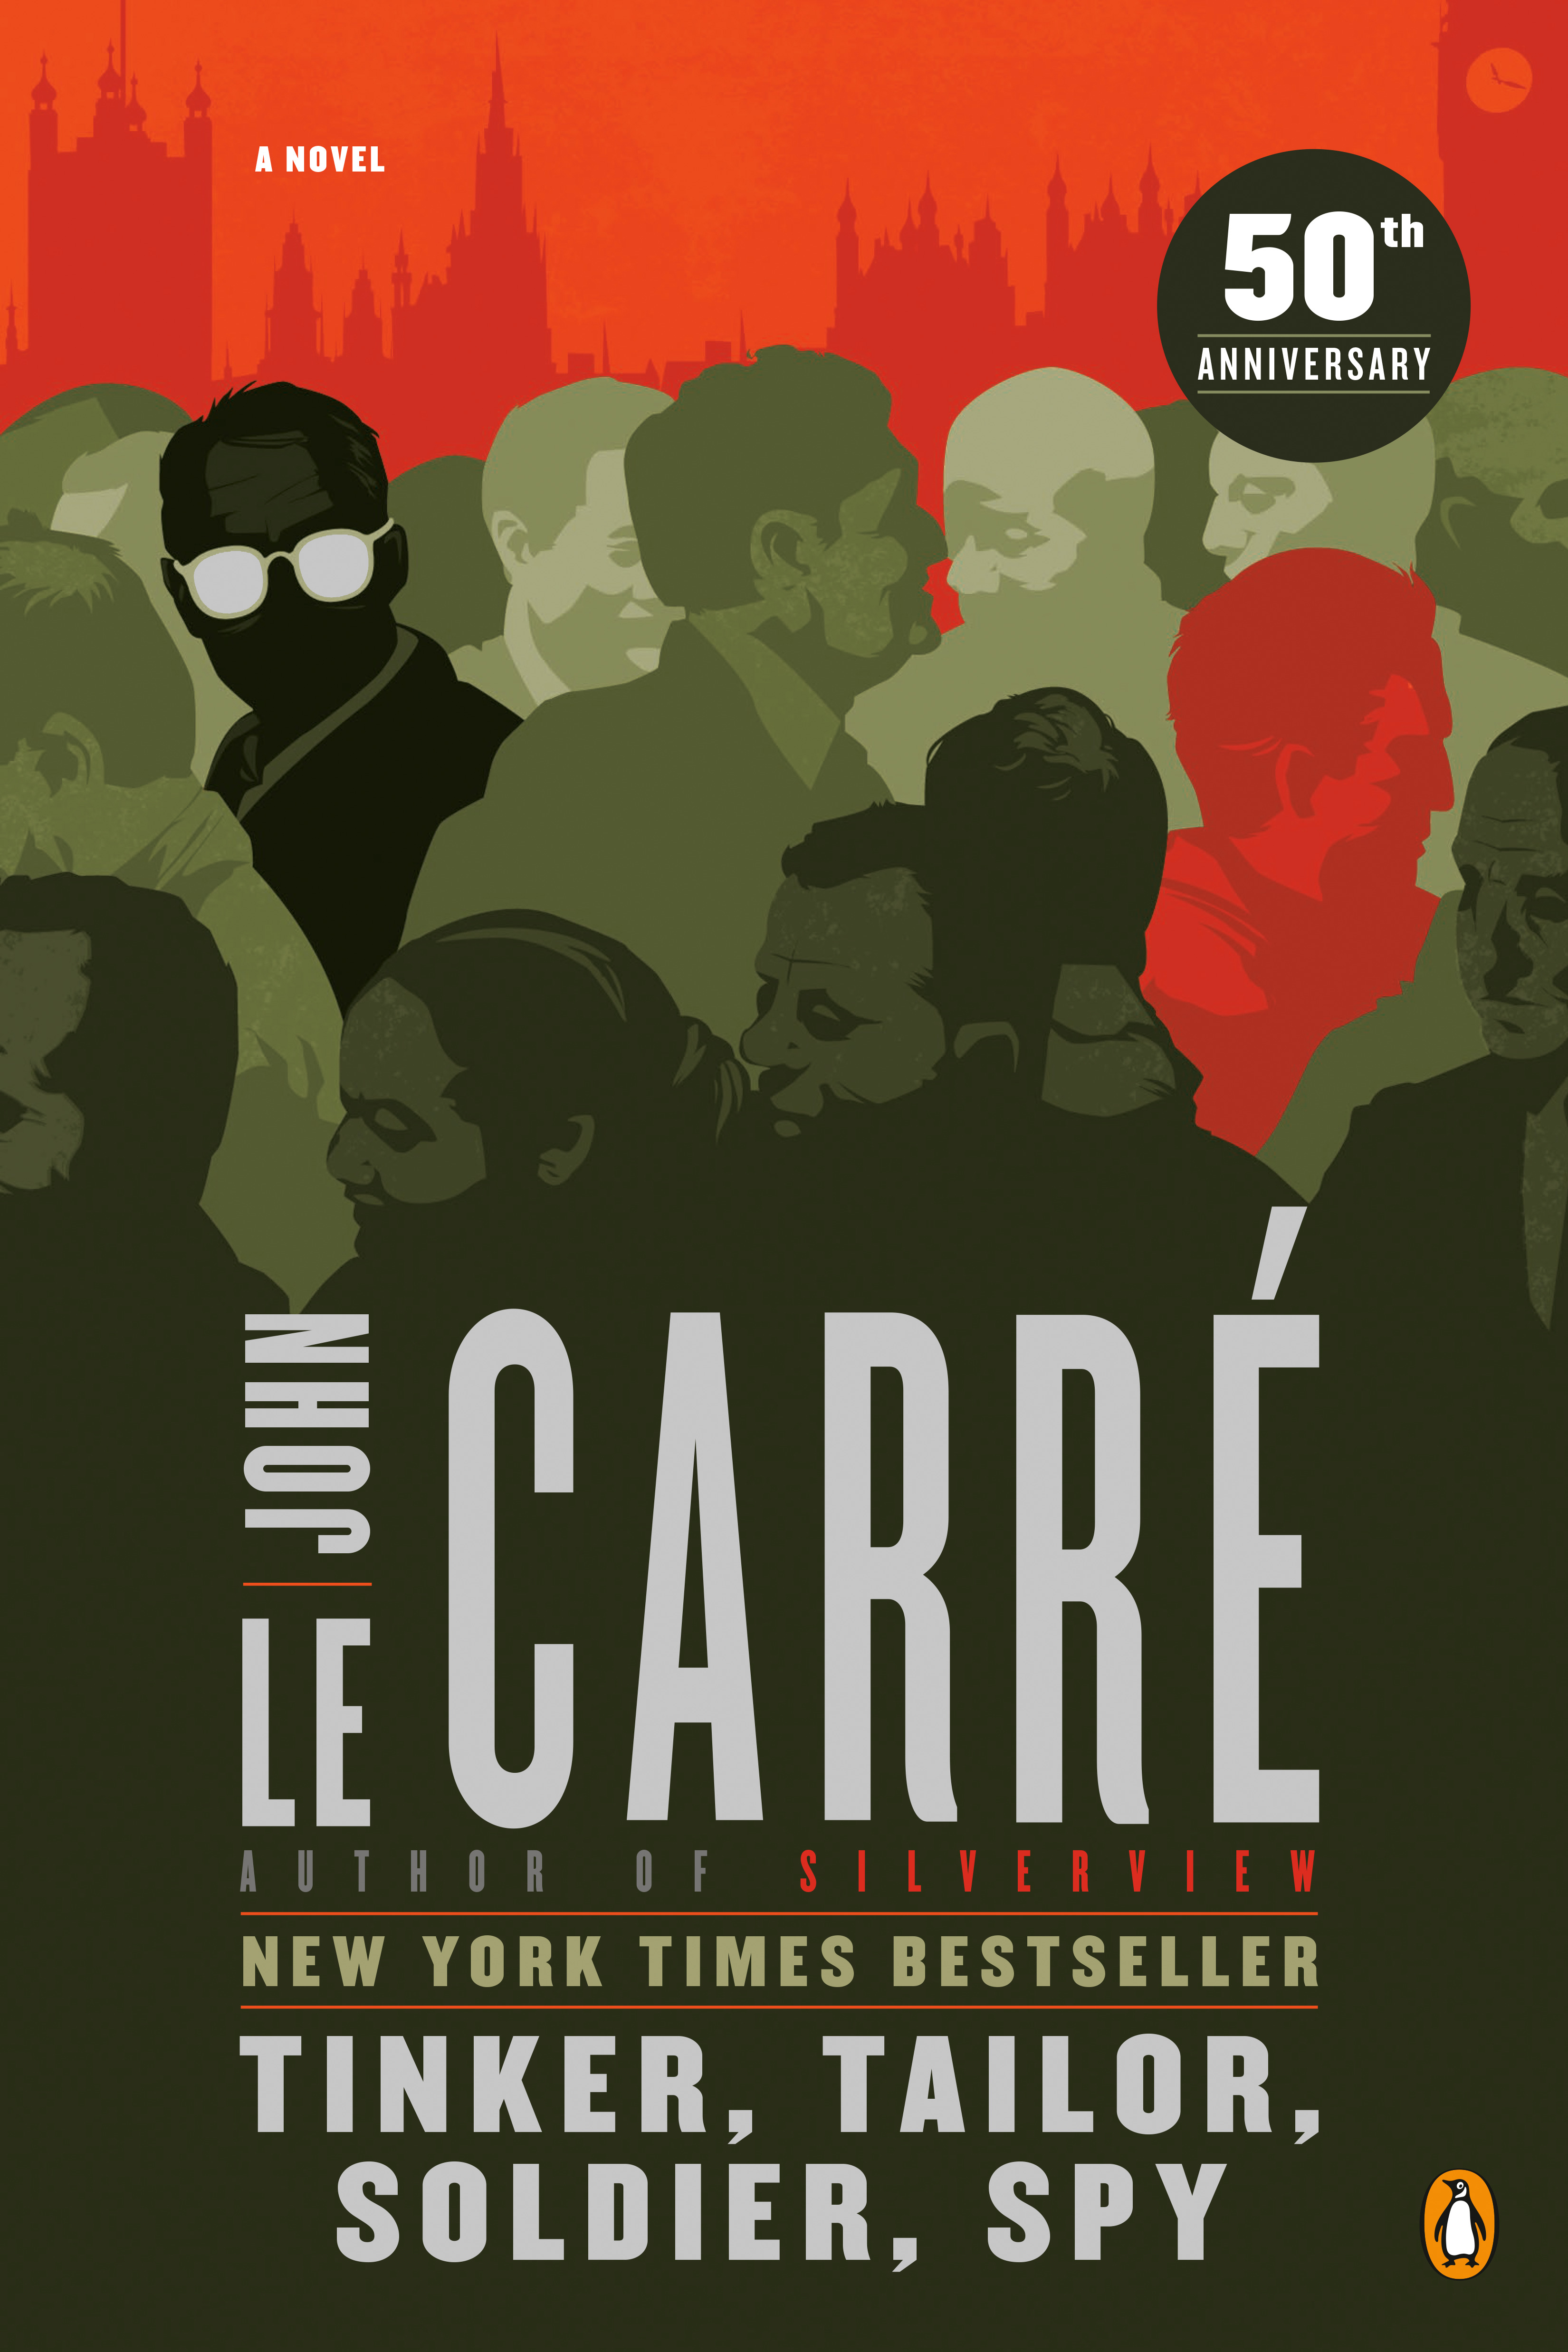 A NOVEL
50th
ANNIVERSARY
JOHN
LE
CARRÉ
AUTHOR OF SILVERVIEW
NEW YORK TIMES BESTSELLER
TINKER, TAILOR,
SOLDIER, SPY